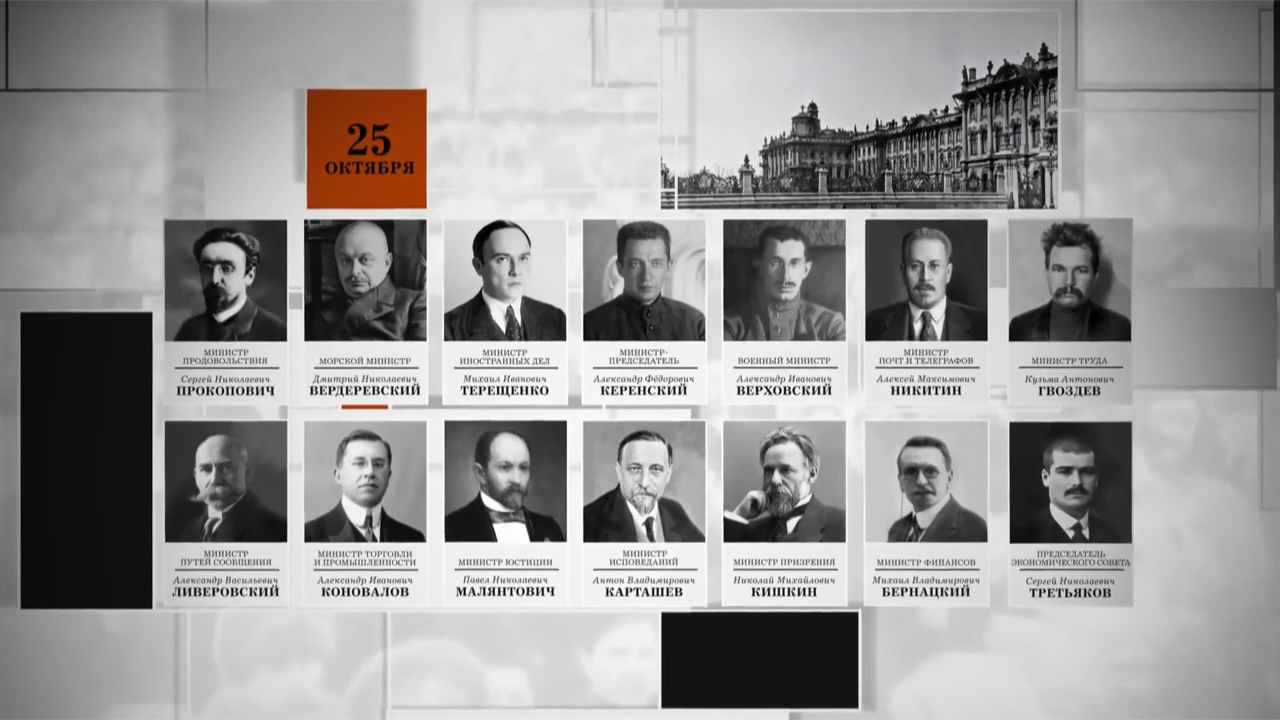 25
ОКТЯБРЯ
МИНИСТР
ПРОДОВОЛЬСТВИЯ
Сергей Николаевич
ПРОКОПОВИЧ
МОРСКОЙ МИНИСТР
Дмитрий Николаевич
ВЕРДЕРЕВСКИЙ
МИНИСТР
ИНОСТРАННЫХ ДЕЛ
Михаил Иванович
ТЕРЕЩЕНКО
МИНИСТР-
ПРЕДСЕДАТЕЛЬ
Александр Фёдорович
КЕРЕНСКИЙ
ВОЕННЫЙ МИНИСТР
Александр Иванович
ВЕРХОВСКИЙ
МИНИСТР
ПОЧТ И ТЕЛЕГРАФОВ
Алексей Максимович
НИКИТИН
МИНИСТР ТРУДА
Кузьма Антонович
ГВОЗДЕВ
МИНИСТР
ПУТЕЙ СООБЩЕНИЯ
Александр Васильевич
ЛИВЕРОВСКИЙ
МИНИСТР ТОРГОВЛИ
И ПРОМЫШЛЕННОСТИ
Александр Иванович
КОНОВАЛОВ
МИНИСТР ЮСТИЦИИ
Павел Николаевич
МАЛЯНТОВИЧ
МИНИСТР
ИСПОВЕДАНИЙ
Антон Владимирович
КАРТАШЕВ
МИНИСТР ПРИЗРЕНИЯ
Николай Михайлович
КИШКИН
МИНИСТР ФИНАНСОВ
Михаил Владимирович
БЕРНАЦКИЙ
ПРЕДСЕДАТЕЛЬ
ЭКОНОМИЧЕСКОГО СОВЕТА
Сергей Николаевич
ТРЕТЬЯКОВ